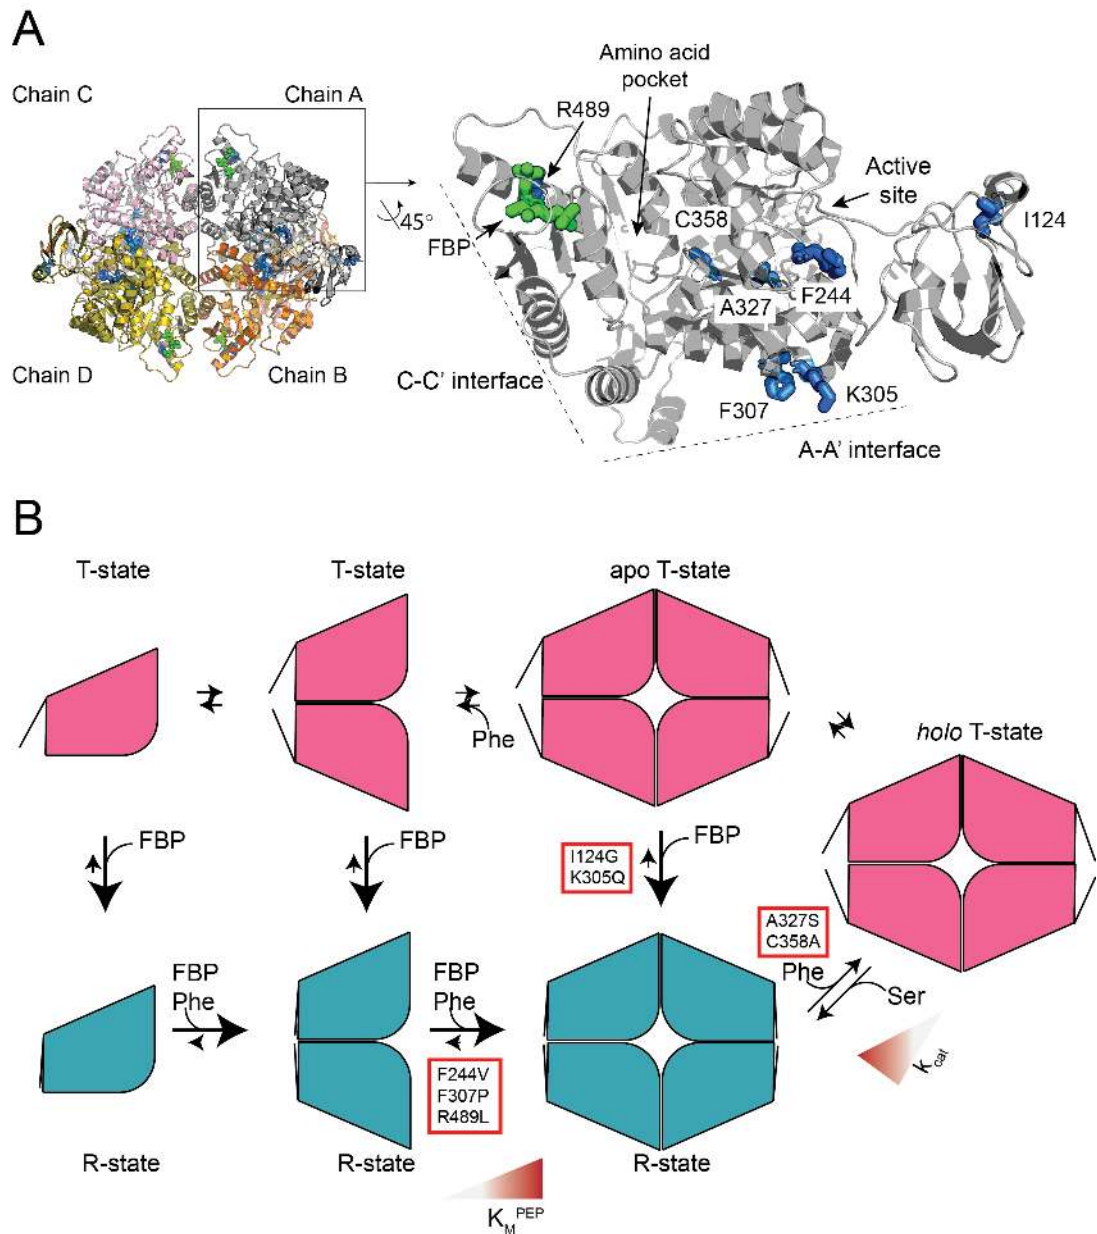 A
Chain C
Chain A
Chain D
Chain B
45°
Amino acid
pocket
R489
FBP
C358
Active
site
I124
A327
F244
C-C' interface
F307
K305
A-A' interface
B
T-state
T-state
apo T-state
holo T-state
Phe
FBP
FBP
I124G
K305Q
FBP
A327S
C358A
Phe
Ser
FBP
Phe
FBP
Phe
F244V
F307P
R489L
kcat
R-state
R-state
R-state
KM PEP